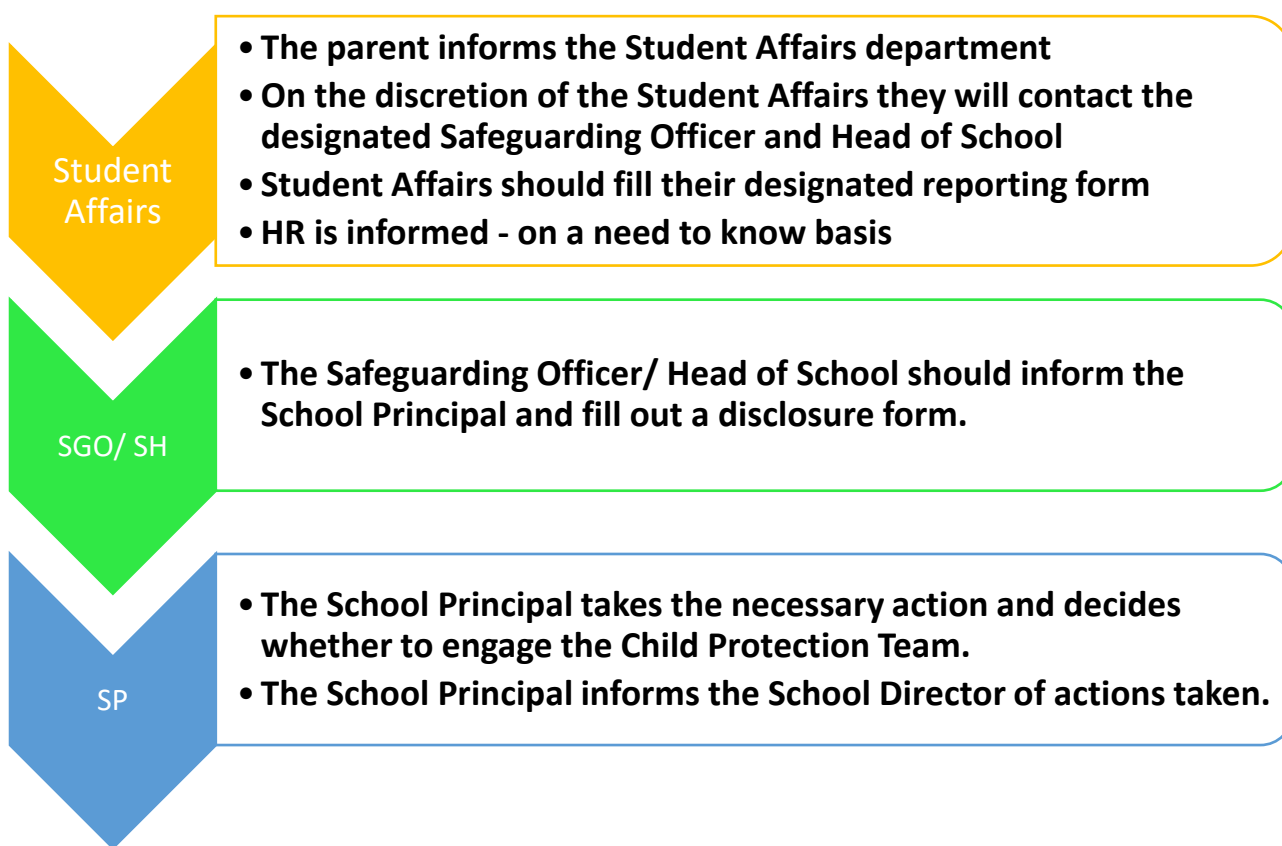 Student
Affairs
• The parent informs the Student Affairs department
• On the discretion of the Student Affairs they will contact the
designated Safeguarding Officer and Head of School
• Student Affairs should fill their designated reporting form
• HR is informed - on a need to know basis
SGO/ SH
• The Safeguarding Officer/ Head of School should inform the
School Principal and fill out a disclosure form.
SP
• The School Principal takes the necessary action and decides
whether to engage the Child Protection Team.
• The School Principal informs the School Director of actions taken.